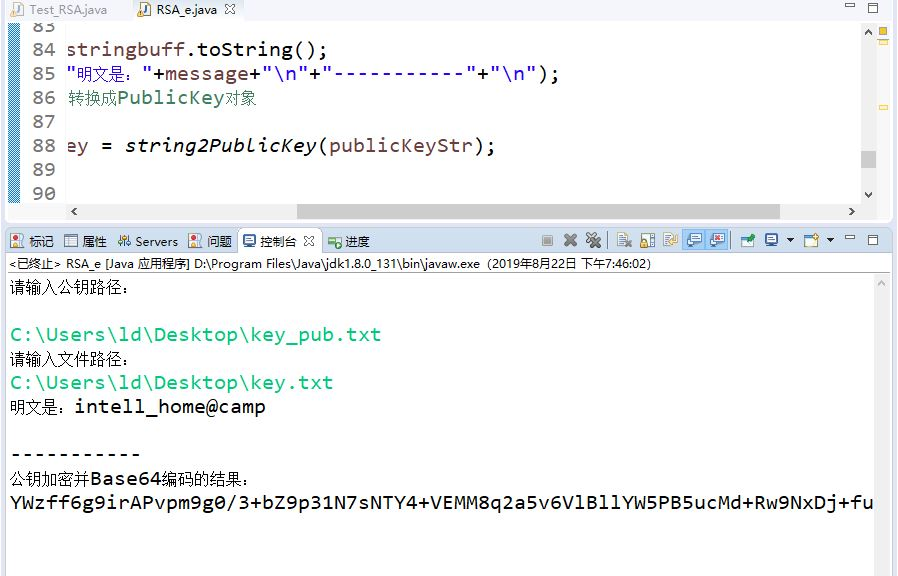 Test_RSA.java RSA_e.java
83
84 stringbuff.toString();
85 "明文是："+message+"\n"+"-----------"+"\n");
86 转换成PublicKey对象
87
88 ey = string2PublicKey(publicKeyStr);
89
90
标记 属性 Servers 问题 控制台 进度
<已终止> RSA_e [Java 应用程序] D:\Program Files\Java\jdk1.8.0_131\bin\javaw.exe（2019年8月22日 下午7:46:02）
请输入公钥路径：
C:\Users\ld\Desktop\key_pub.txt
请输入文件路径：
C:\Users\ld\Desktop\key.txt
明文是：intell_home@camp
-----------
公钥加密并Base64编码的结果：
YWzff6g9irAPvpm9g0/3+bZ9p31N7sNTY4+VEMM8q2a5v6VlBllYW5PB5ucMd+Rw9NxDj+fu